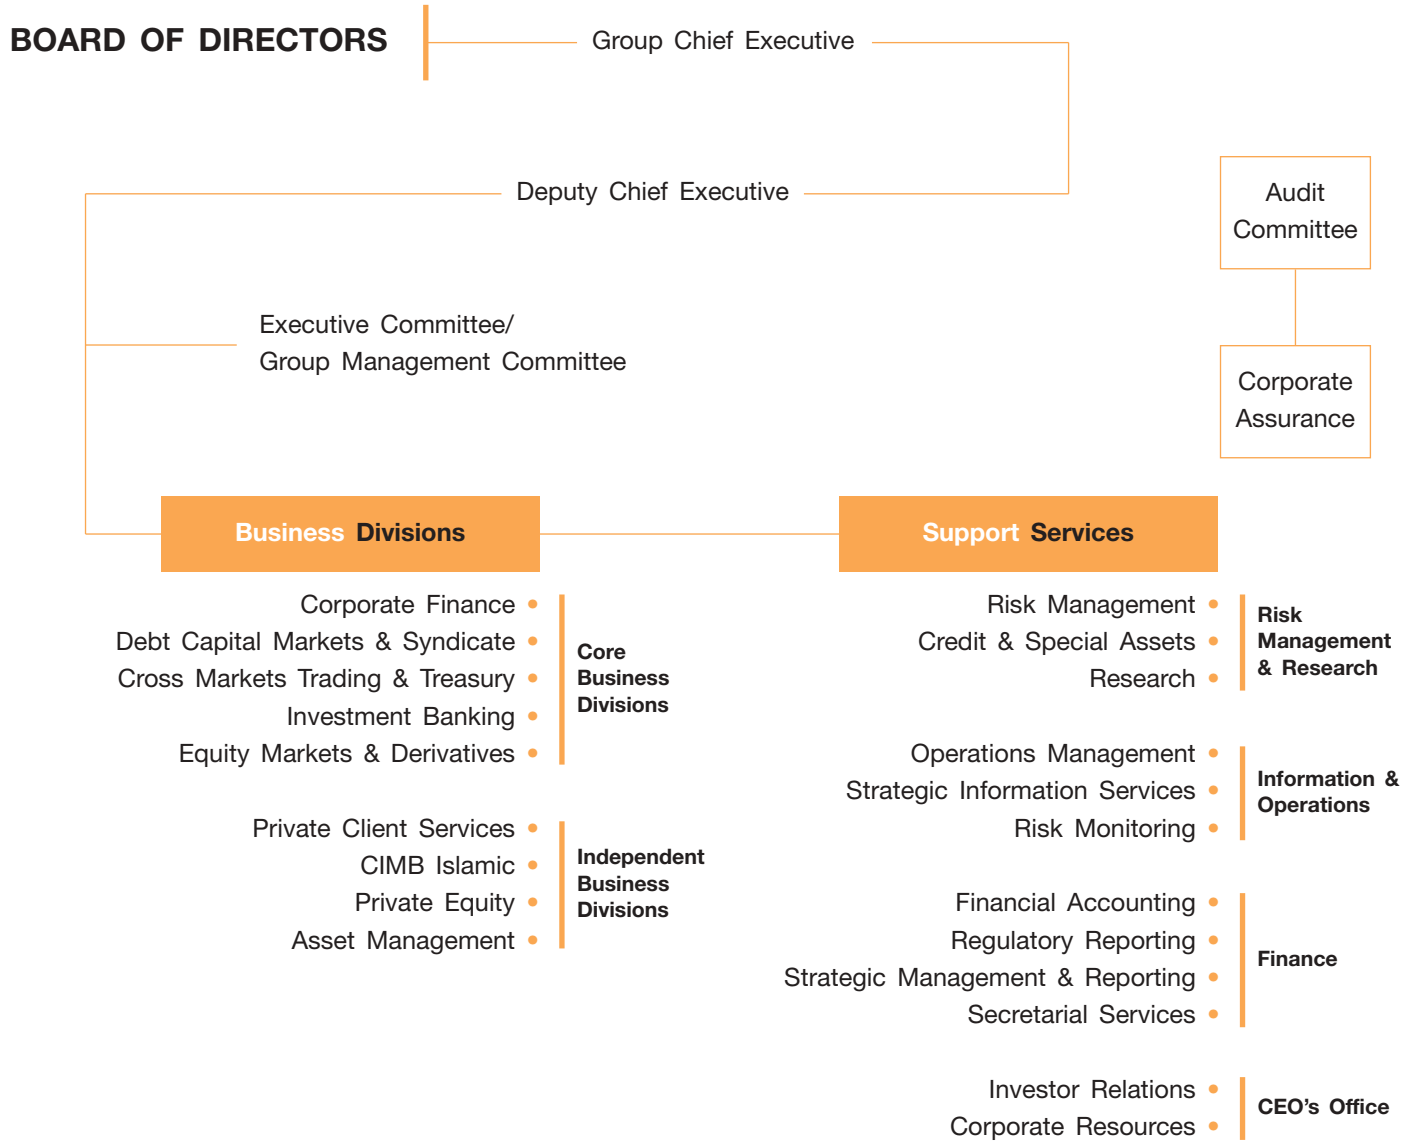 BOARD OF DIRECTORS
Group Chief Executive
Deputy Chief Executive
Audit
Committee
Executive Committee/
Group Management Committee
Corporate
Assurance
Business Divisions
Corporate Finance •
Debt Capital Markets & Syndicate •
Cross Markets Trading & Treasury •
Investment Banking •
Equity Markets & Derivatives •
Core
Business
Divisions
Private Client Services •
CIMB Islamic •
Private Equity •
Asset Management •
Independent
Business
Divisions
Support Services
Risk Management •
Credit & Special Assets •
Research •
Risk
Management
& Research
Operations Management •
Strategic Information Services •
Risk Monitoring •
Information &
Operations
Financial Accounting •
Regulatory Reporting •
Strategic Management & Reporting •
Secretarial Services •
Finance
Investor Relations •
Corporate Resources •
CEO’s Office